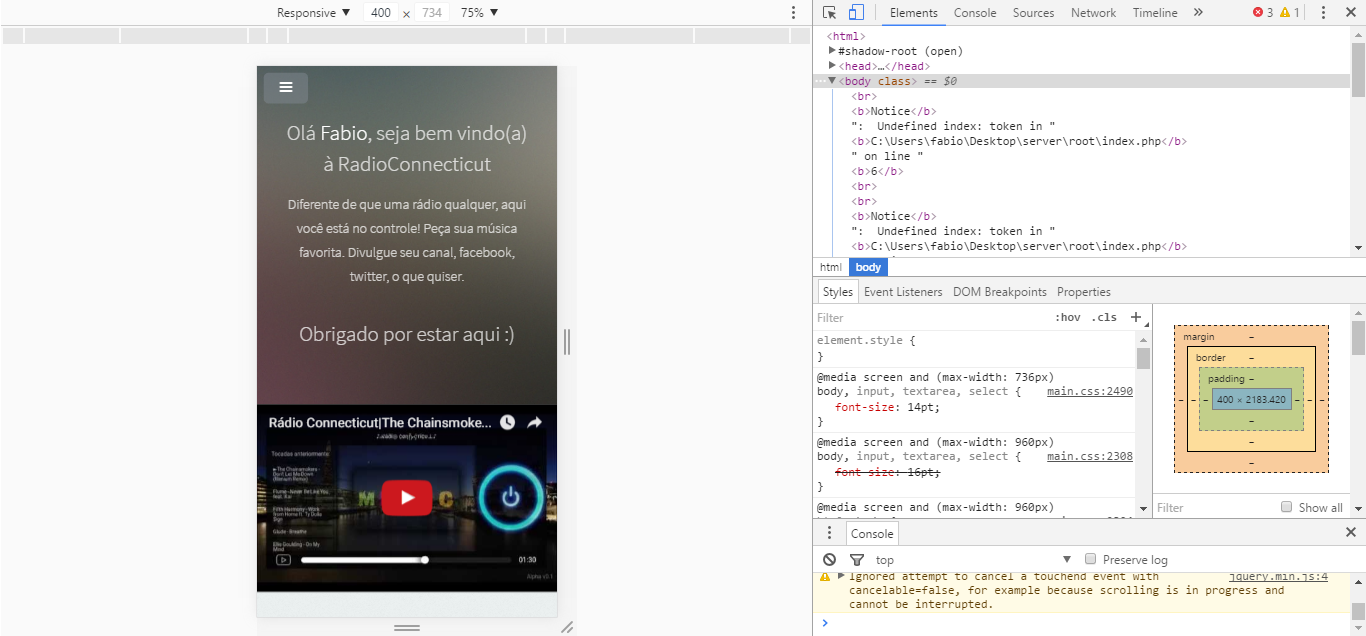 Responsive ▼ 400 × 734 75% ▼
Elements Console Sources Network Timeline » 3 1
Olá Fabio, seja bem vindo(a)
à RadioConnecticut
Diferente de que uma rádio qualquer, aqui
você está no controle! Peça sua música
favorita. Divulgue seu canal, facebook,
twitter, o que quiser.
Obrigado por estar aqui :)
Rádio Connecticut|The Chainsmoke...
Tocadas anteriormente
M C
01:30
Alpha v3.1
<html>
▶#shadow-root (open)
▶<head>…</head>
…▼<body class> == $0
<br>
<b>Notice</b>
":  Undefined index: token in "
<b>C:\Users\fabio\Desktop\server\root\index.php</b>
" on line "
<b>6</b>
<br>
<br>
<b>Notice</b>
":  Undefined index: token in "
<b>C:\Users\fabio\Desktop\server\root\index.php</b>
html body
Styles Event Listeners DOM Breakpoints Properties
Filter :hov .cls +
element.style {
}
@media screen and (max-width: 736px)
body, input, textarea, select { main.css:2490
font-size: 14pt;
}
@media screen and (max-width: 960px)
body, input, textarea, select { main.css:2308
font-size: 16pt;
}
@media screen and (max-width: 960px)
margin –
border –
padding –
– – – 400 × 2183.420 – – –
–
–
–
Filter Show all
Console
top ▼ Preserve log
Ignored attempt to cancel a touchend event with jquery.min.js:4
cancelable=false, for example because scrolling is in progress and
cannot be interrupted.
>